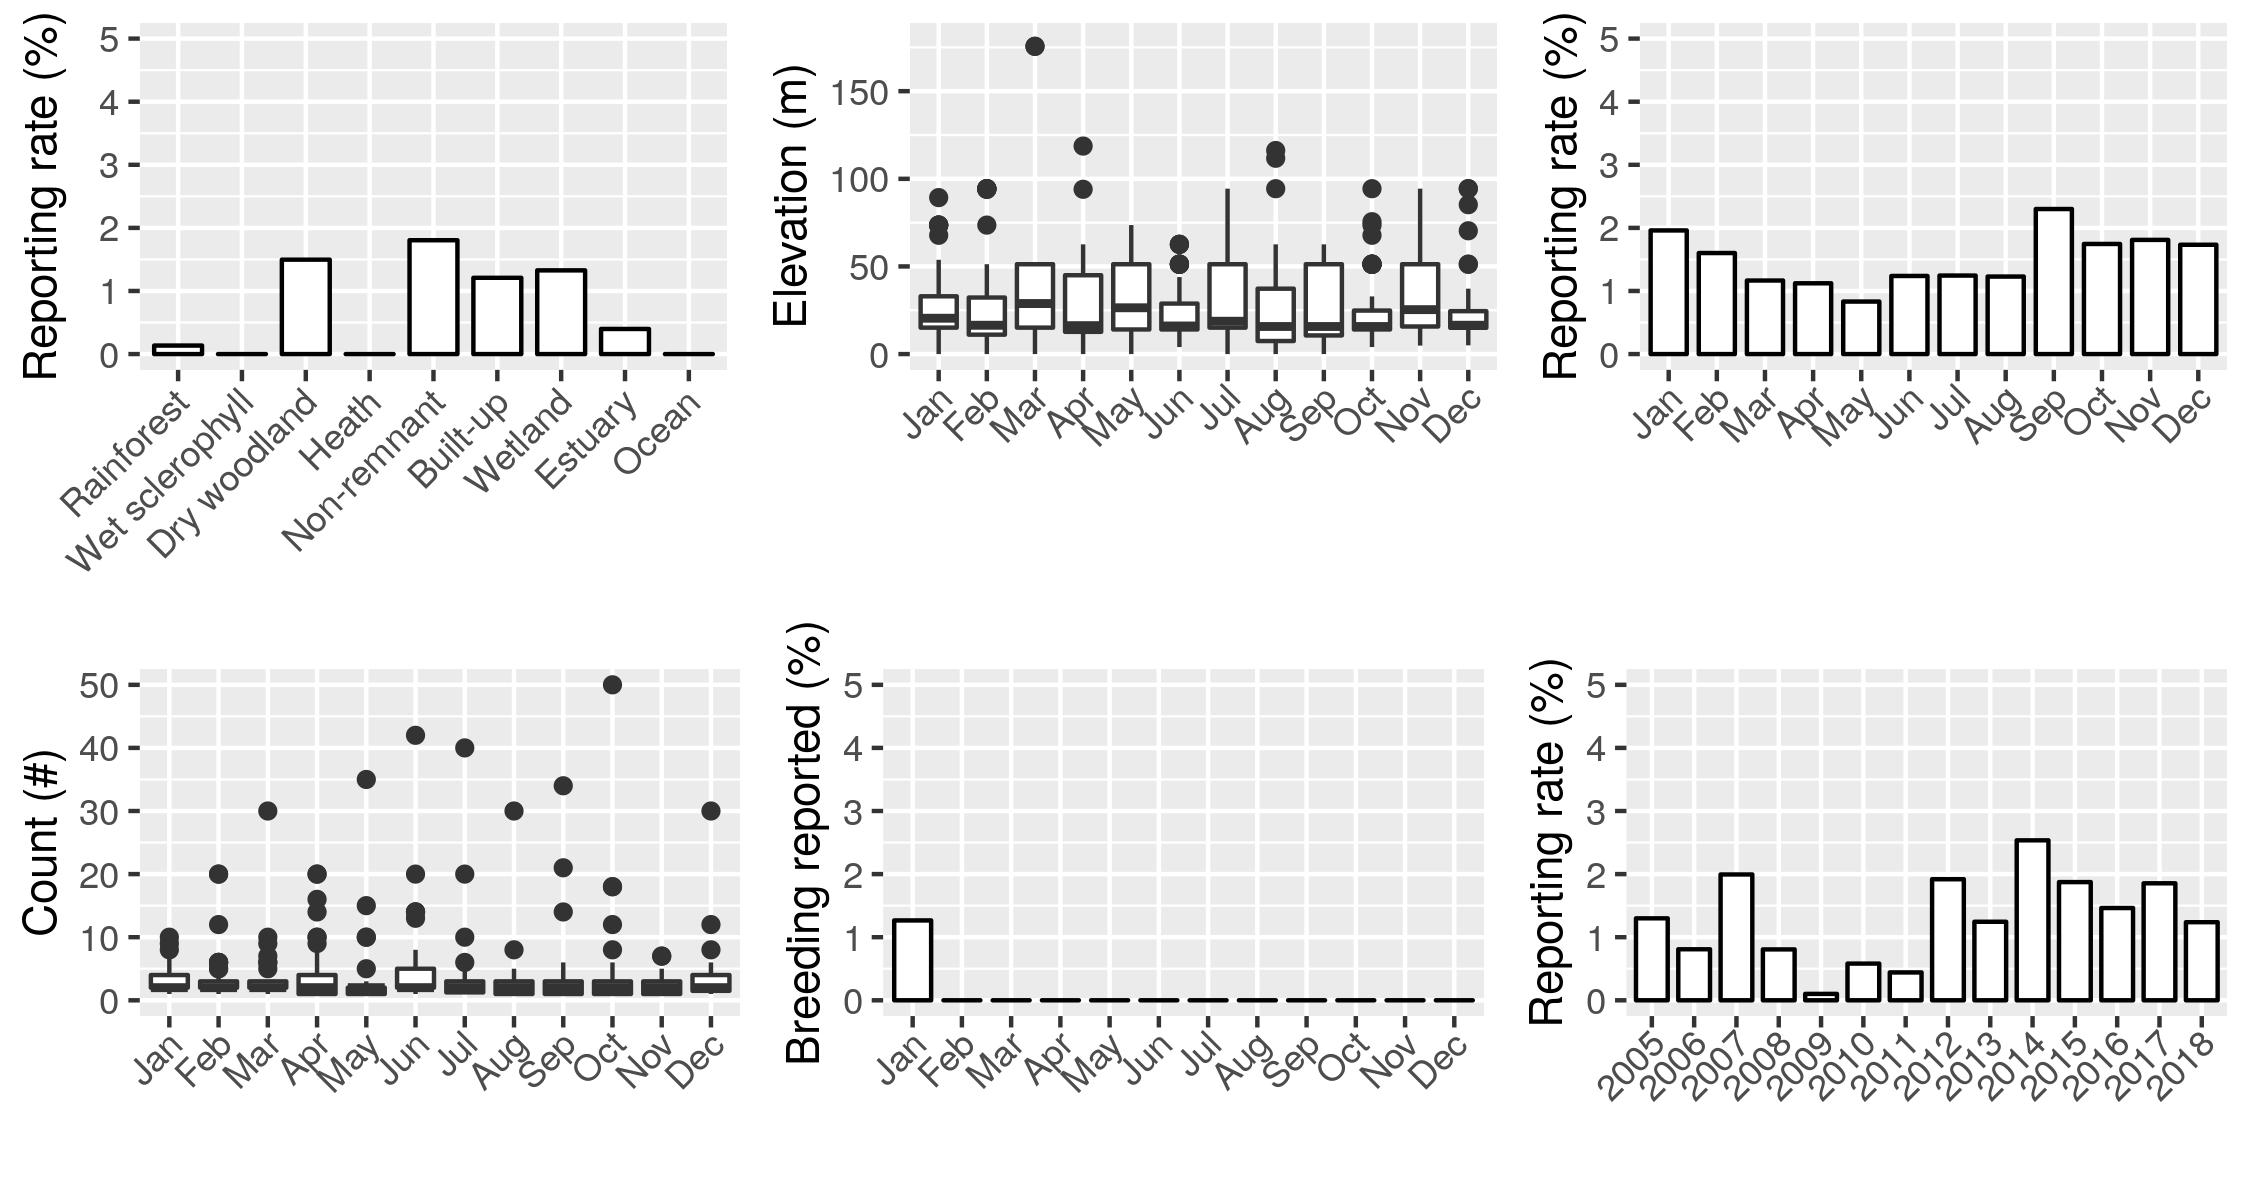 Reporting rate (%)
5
4
3
2
1
0
Rainforest
Wet sclerophyll
Dry woodland
Heath
Non-remnant
Built-up
Wetland
Estuary
Ocean
Elevation (m)
150
100
50
0
Jan
Feb
Mar
Apr
May
Jun
Jul
Aug
Sep
Oct
Nov
Dec
Reporting rate (%)
5
4
3
2
1
0
Jan
Feb
Mar
Apr
May
Jun
Jul
Aug
Sep
Oct
Nov
Dec
Count (#)
50
40
30
20
10
0
Jan
Feb
Mar
Apr
May
Jun
Jul
Aug
Sep
Oct
Nov
Dec
Breeding reported (%)
5
4
3
2
1
0
Jan
Feb
Mar
Apr
May
Jun
Jul
Aug
Sep
Oct
Nov
Dec
Reporting rate (%)
5
4
3
2
1
0
2005
2006
2007
2008
2009
2010
2011
2012
2013
2014
2015
2016
2017
2018